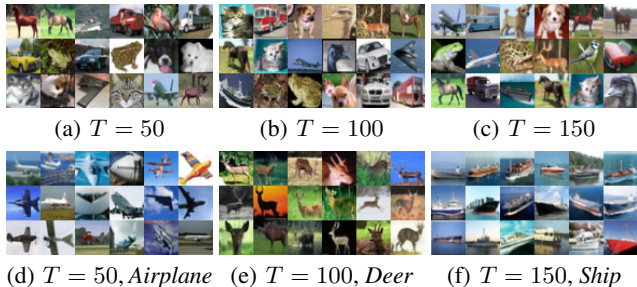 (a) T = 50 (b) T = 100 (c) T = 150
(d) T = 50, Airplane (e) T = 100, Deer (f) T = 150, Ship